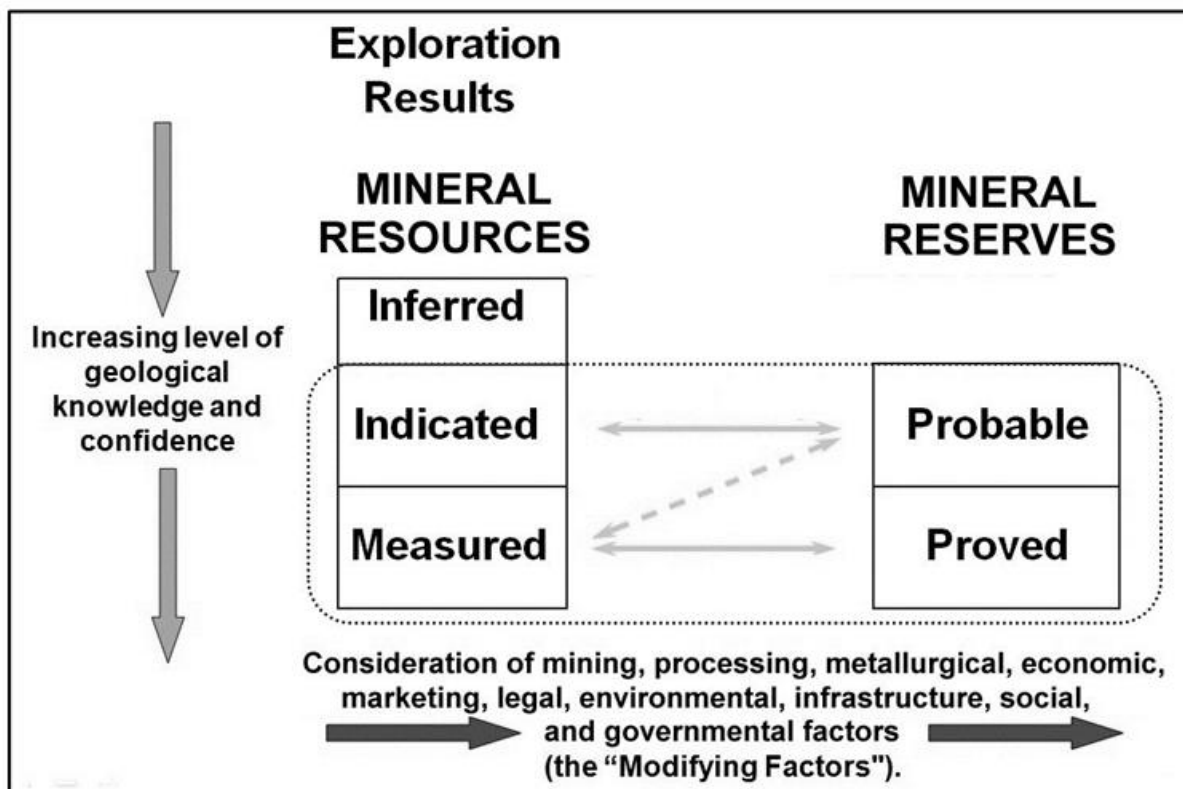 Exploration
Results
MINERAL
RESOURCES
MINERAL
RESERVES
Increasing level of
geological
knowledge and
confidence
Inferred
Indicated
Measured
Probable
Proved
Consideration of mining, processing, metallurgical, economic,
marketing, legal, environmental, infrastructure, social,
and governmental factors
(the “Modifying Factors").